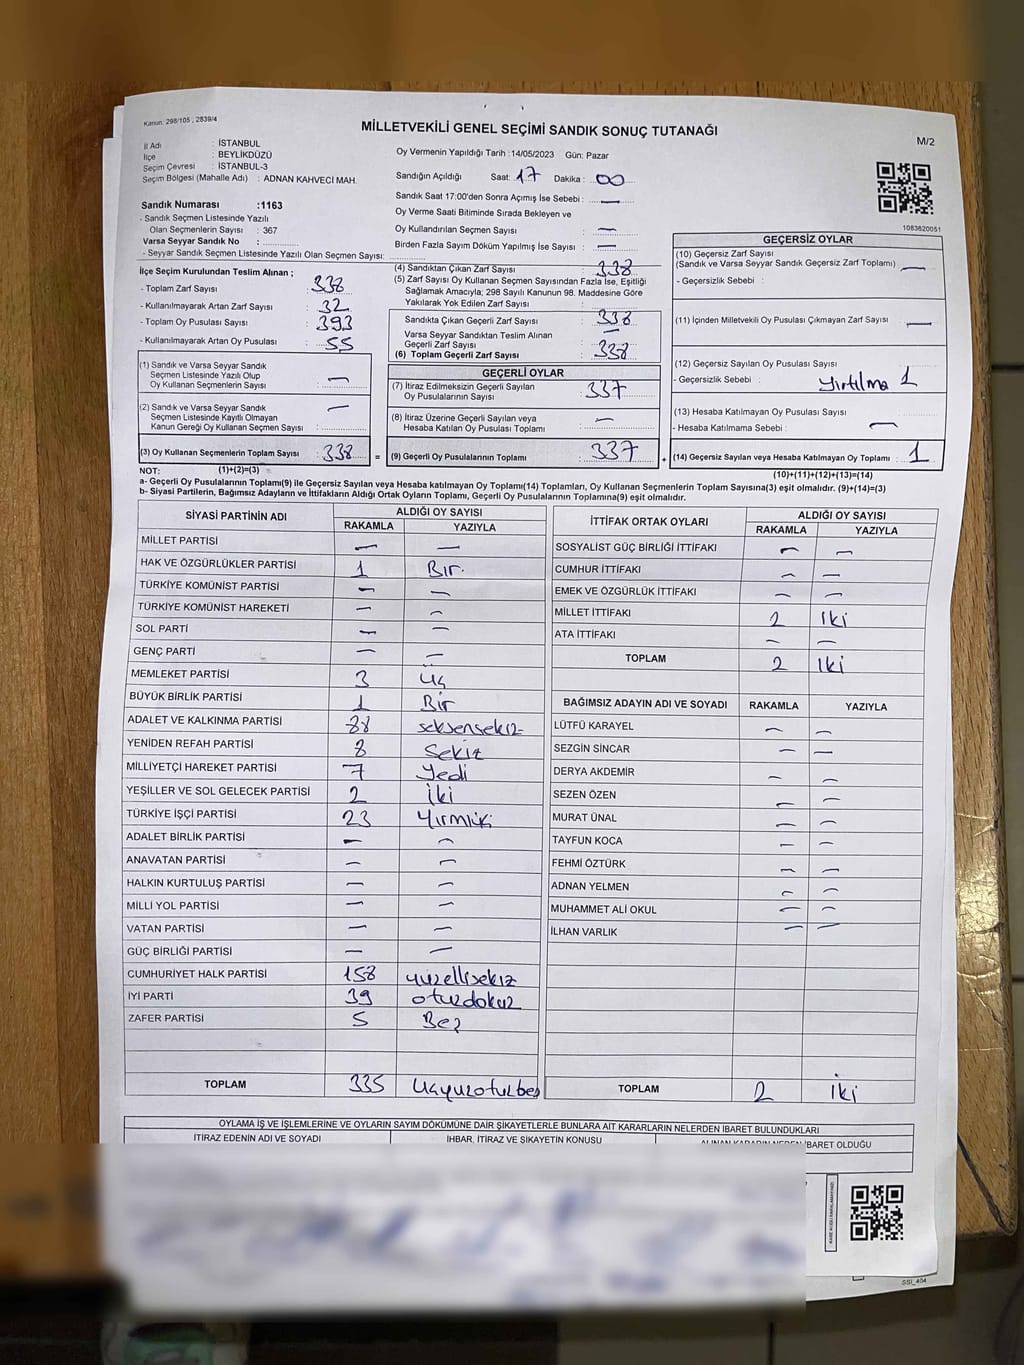 Kanun. 298/105 , 2839/4
MİLLETVEKİLİ GENEL SEÇİMİ SANDIK SONUÇ TUTANAĞI
M/2
İl Adı : İSTANBUL
İlçe : BEYLİKDÜZÜ
Seçim Çevresi : İSTANBUL-3
Seçim Bölgesi (Mahalle Adı) : ADNAN KAHVECİ MAH.
Oy Vermenin Yapıldığı Tarih :14/05/2023 Gün: Pazar
Sandığın Açıldığı Saat: 17 Dakika : 00
Sandık Saat 17:00'den Sonra Açımış İse Sebebi : —
Oy Verme Saati Bitiminde Sırada Bekleyen ve
Oy Kullandırılan Seçmen Sayısı : —
Birden Fazla Sayım Döküm Yapılmış İse Sayısı : —
1083620051
Sandık Numarası :1163
- Sandık Seçmen Listesinde Yazılı
Olan Seçmenlerin Sayısı : 367
Varsa Seyyar Sandık No :
- Seyyar Sandık Seçmen Listesinde Yazılı Olan Seçmen Sayısı:
İlçe Seçim Kurulundan Teslim Alınan ;
- Toplam Zarf Sayısı : 338
- Kullanılmayarak Artan Zarf Sayısı : 32
- Toplam Oy Pusulası Sayısı : 393
- Kullanılmayarak Artan Oy Pusulası : 55
(1) Sandık ve Varsa Seyyar Sandık
Seçmen Listesinde Yazılı Olup
Oy Kullanan Seçmenlerin Sayısı : —
(2) Sandık ve Varsa Seyyar Sandık
Seçmen Listesinde Kayıtlı Olmayan
Kanun Gereği Oy Kullanan Seçmen Sayısı : —
(3) Oy Kullanan Seçmenlerin Toplam Sayısı : 338 =
(1)+(2)=(3)
(4) Sandıktan Çıkan Zarf Sayısı : 338
(5) Zarf Sayısı Oy Kullanan Seçmen Sayısından Fazla İse, Eşitliği
Sağlamak Amacıyla; 298 Sayılı Kanunun 98. Maddesine Göre
Yakılarak Yok Edilen Zarf Sayısı :
Sandıkta Çıkan Geçerli Zarf Sayısı : 338
Varsa Seyyar Sandıktan Teslim Alınan
Geçerli Zarf Sayısı : —
(6) Toplam Geçerli Zarf Sayısı : 338
GEÇERLİ OYLAR
(7) İtiraz Edilmeksizin Geçerli Sayılan
Oy Pusulalarının Sayısı : 337
(8) İtiraz Üzerine Geçerli Sayılan veya
Hesaba Katılan Oy Pusulası Toplamı : —
(9) Geçerli Oy Pusulalarının Toplamı : 337 +
GEÇERSİZ OYLAR
(10) Geçersiz Zarf Sayısı
(Sandık ve Varsa Seyyar Sandık Geçersiz Zarf Toplamı) —
- Geçersizlik Sebebi :
(11) İçinden Milletvekili Oy Pusulası Çıkmayan Zarf Sayısı —
(12) Geçersiz Sayılan Oy Pusulası Sayısı :
- Geçersizlik Sebebi : Yırtılma 1
(13) Hesaba Katılmayan Oy Pusulası Sayısı
- Hesaba Katılmama Sebebi : —
(14) Geçersiz Sayılan veya Hesaba Katılmayan Oy Toplamı : 1
(10)+(11)+(12)+(13)=(14)
NOT:
a- Geçerli Oy Pusulalarının Toplamı(9) ile Geçersiz Sayılan veya Hesaba katılmayan Oy Toplamı(14) Toplamları, Oy Kullanan Seçmenlerin Toplam Sayısına(3) eşit olmalıdır. (9)+(14)=(3)
b- Siyasi Partilerin, Bağımsız Adayların ve İttifakların Aldığı Ortak Oyların Toplamı, Geçerli Oy Pusulalarının Toplamına(9) eşit olmalıdır.
SİYASİ PARTİNİN ADI ALDIĞI OY SAYISI
RAKAMLA YAZIYLA
MİLLET PARTİSİ — —
HAK VE ÖZGÜRLÜKLER PARTİSİ 1 Bir.
TÜRKİYE KOMÜNİST PARTİSİ — —
TÜRKİYE KOMÜNİST HAREKETİ — —
SOL PARTİ — —
GENÇ PARTİ — —
MEMLEKET PARTİSİ 3 Üç
BÜYÜK BİRLİK PARTİSİ 1 Bir
ADALET VE KALKINMA PARTİSİ 88 seksensekiz
YENİDEN REFAH PARTİSİ 8 Sekiz
MİLLİYETÇİ HAREKET PARTİSİ 7 Yedi
YEŞİLLER VE SOL GELECEK PARTİSİ 2 İki
TÜRKİYE İŞÇİ PARTİSİ 23
ADALET BİRLİK PARTİSİ — —
ANAVATAN PARTİSİ — —
HALKIN KURTULUŞ PARTİSİ — —
MİLLİ YOL PARTİSİ — —
VATAN PARTİSİ — —
GÜÇ BİRLİĞİ PARTİSİ — —
CUMHURİYET HALK PARTİSİ 158 yüzellisekiz
İYİ PARTİ 39 otuzdokuz
ZAFER PARTİSİ 5 Beş
TOPLAM 335 üçyüzotuzbeş
İTTİFAK ORTAK OYLARI ALDIĞI OY SAYISI
RAKAMLA YAZIYLA
SOSYALİST GÜÇ BİRLİĞİ İTTİFAKI — —
CUMHUR İTTİFAKI — —
EMEK VE ÖZGÜRLÜK İTTİFAKI — —
MİLLET İTTİFAKI 2 İki
ATA İTTİFAKI — —
TOPLAM 2 İki
BAĞIMSIZ ADAYIN ADI VE SOYADI RAKAMLA YAZIYLA
LÜTFÜ KARAYEL — —
SEZGİN SİNCAR — —
DERYA AKDEMİR — —
SEZEN ÖZEN — —
MURAT ÜNAL — —
TAYFUN KOCA — —
FEHMİ ÖZTÜRK — —
ADNAN YELMEN — —
MUHAMMET ALİ OKUL — —
İLHAN VARLIK — —
TOPLAM 2 İki
OYLAMA İŞ VE İŞLEMLERİNE VE OYLARIN SAYIM DÖKÜMÜNE DAİR ŞİKAYETLERLE BUNLARA AİT KARARLARIN NELERDEN İBARET BULUNDUKLARI
İTİRAZ EDENİN ADI VE SOYADI İHBAR, İTİRAZ VE ŞİKAYETİN KONUSU ALINAN KARARIN NEDEN İBARET OLDUĞU